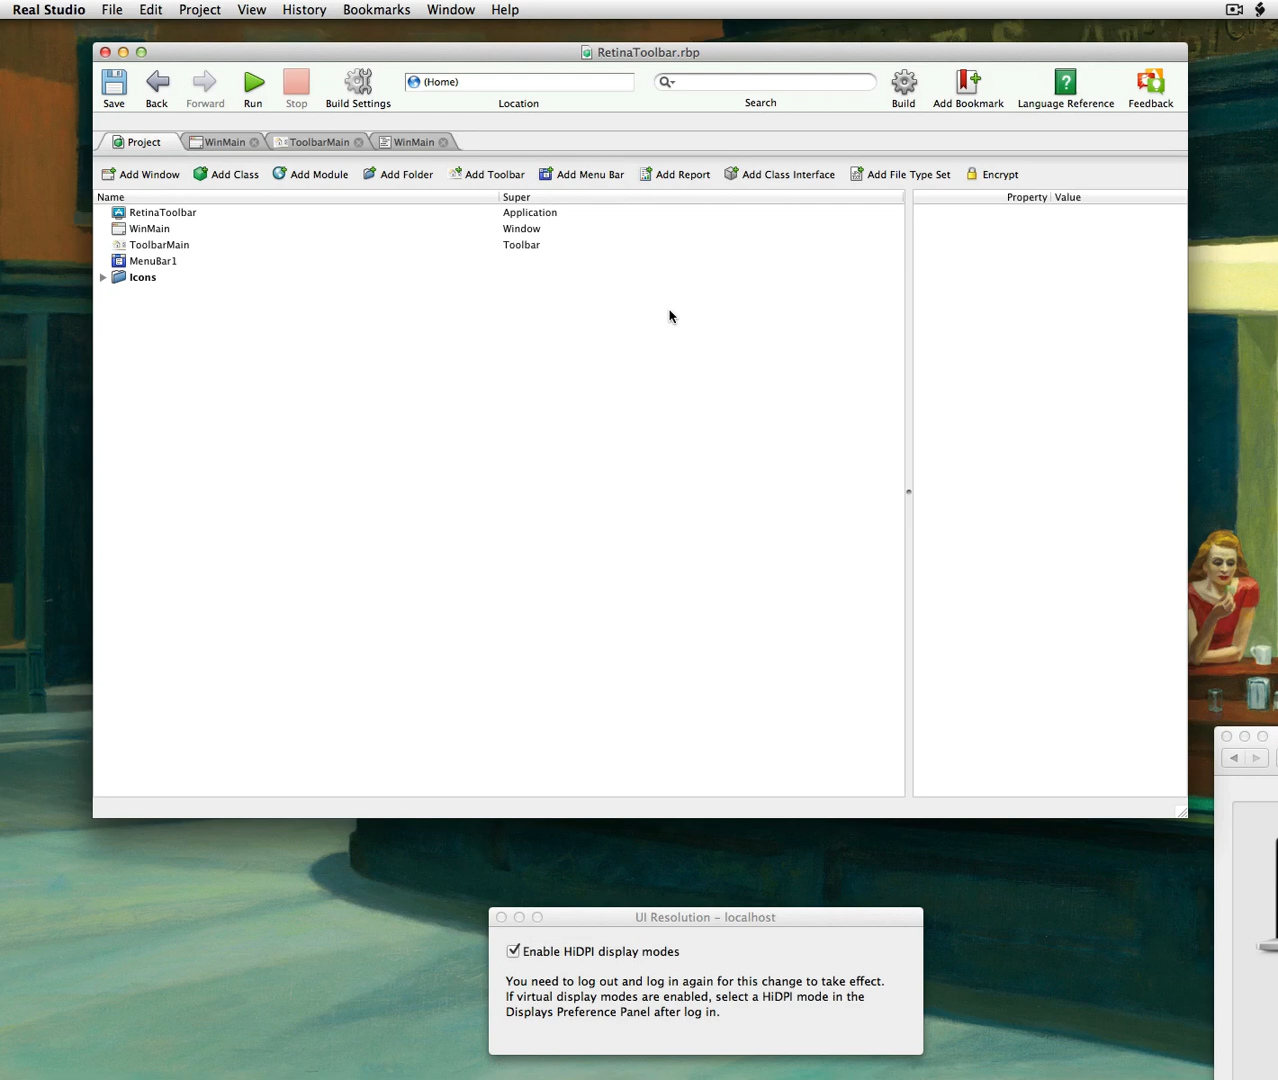 Real Studio File Edit Project View History Bookmarks Window Help
RetinaToolbar.rbp
(Home)
Save Back Forward Run Stop Build Settings Location Search Build Add Bookmark Language Reference Feedback
Project WinMain ToolbarMain WinMain
Add Window Add Class Add Module Add Folder Add Toolbar Add Menu Bar Add Report Add Class Interface Add File Type Set Encrypt
Name Super Property Value
RetinaToolbar Application
WinMain Window
ToolbarMain Toolbar
MenuBar1
Icons
UI Resolution – localhost
Enable HiDPI display modes
You need to log out and log in again for this change to take effect.
If virtual display modes are enabled, select a HiDPI mode in the
Displays Preference Panel after log in.